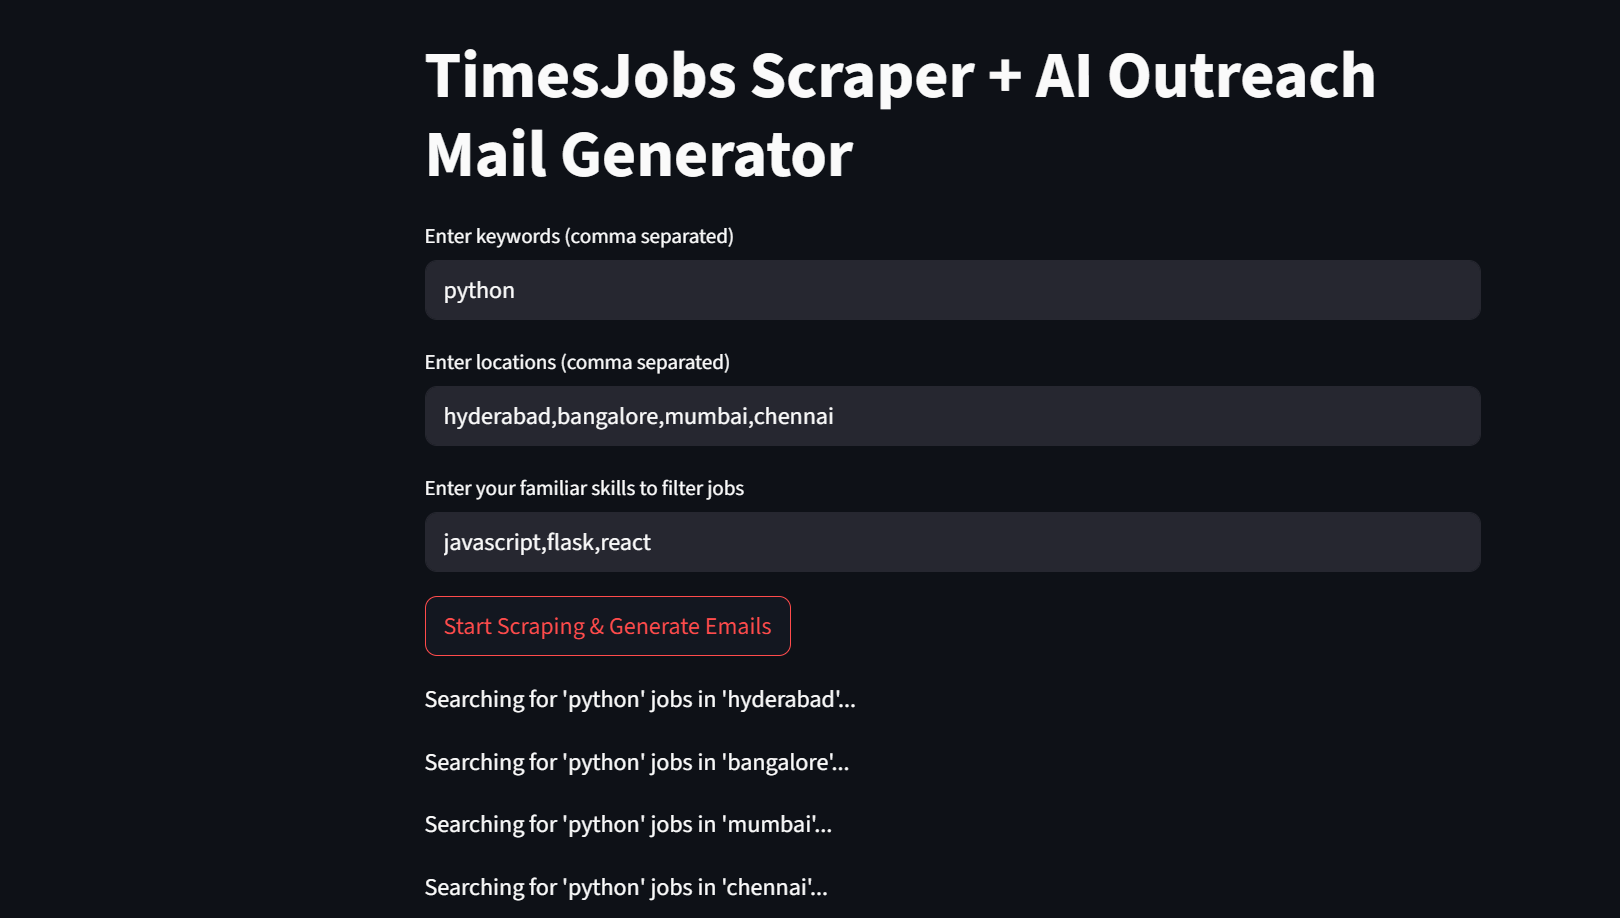 TimesJobs Scraper + AI Outreach
Mail Generator
Enter keywords (comma separated)
python
Enter locations (comma separated)
hyderabad,bangalore,mumbai,chennai
Enter your familiar skills to filter jobs
javascript,flask,react
Start Scraping & Generate Emails
Searching for 'python' jobs in 'hyderabad'...
Searching for 'python' jobs in 'bangalore'...
Searching for 'python' jobs in 'mumbai'...
Searching for 'python' jobs in 'chennai'...